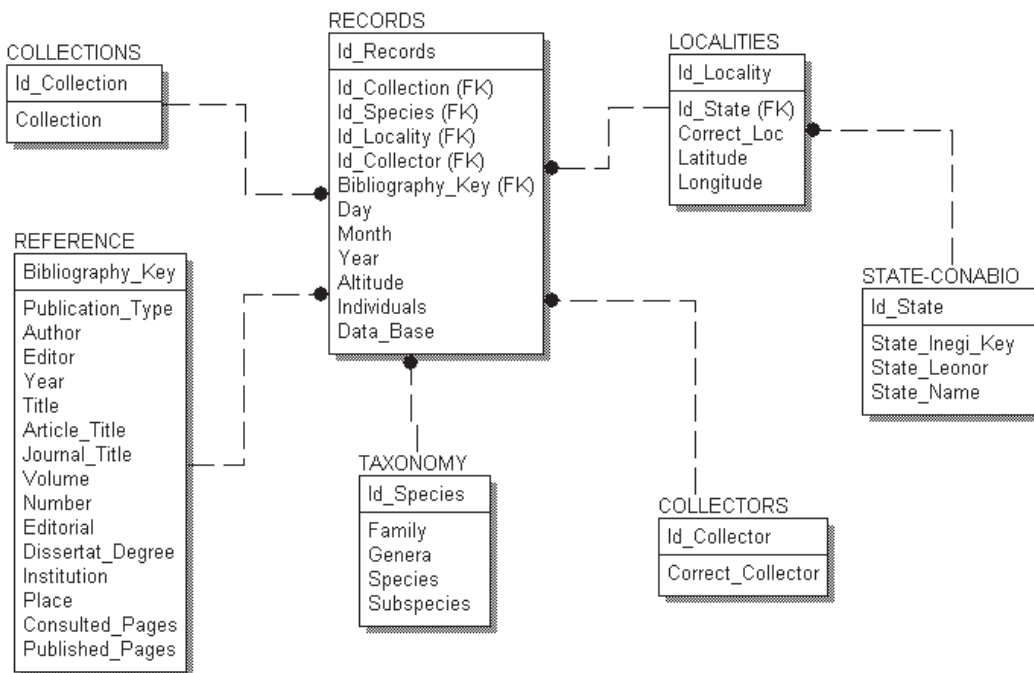 COLLECTIONS
Id_Collection
Collection
RECORDS
Id_Records
Id_Collection (FK)
Id_Species (FK)
Id_Locality (FK)
Id_Collector (FK)
Bibliography_Key (FK)
Day
Month
Year
Altitude
Individuals
Data_Base
LOCALITIES
Id_Locality
Id_State (FK)
Correct_Loc
Latitude
Longitude
REFERENCE
Bibliography_Key
Publication_Type
Author
Editor
Year
Title
Article_Title
Journal_Title
Volume
Number
Editorial
Dissertat_Degree
Institution
Place
Consulted_Pages
Published_Pages
STATE-CONABIO
Id_State
State_Inegi_Key
State_Leonor
State_Name
TAXONOMY
Id_Species
Family
Genera
Species
Subspecies
COLLECTORS
Id_Collector
Correct_Collector